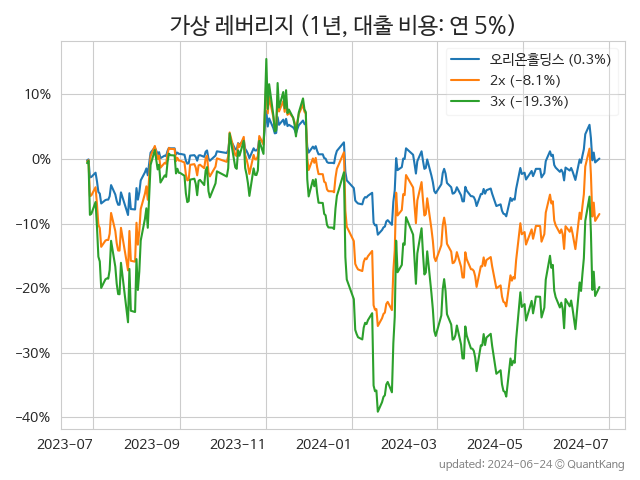 가상 레버리지 (1년, 대출 비용: 연 5%)
오리온홀딩스 (0.3%)
2x (−8.1%)
3x (−19.3%)
10%
0%
−10%
−20%
−30%
−40%
2023-07 2023-09 2023-11 2024-01 2024-03 2024-05 2024-07
updated: 2024-06-24 © QuantKang